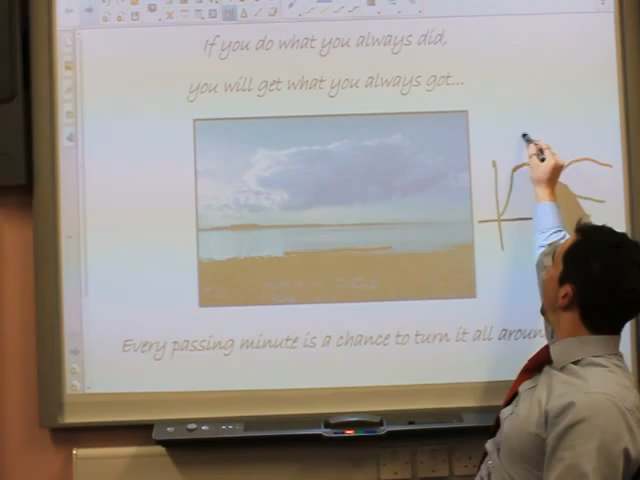 If you do what you always did,
you will get what you always got...
Every passing minute is a chance to turn it all aroun